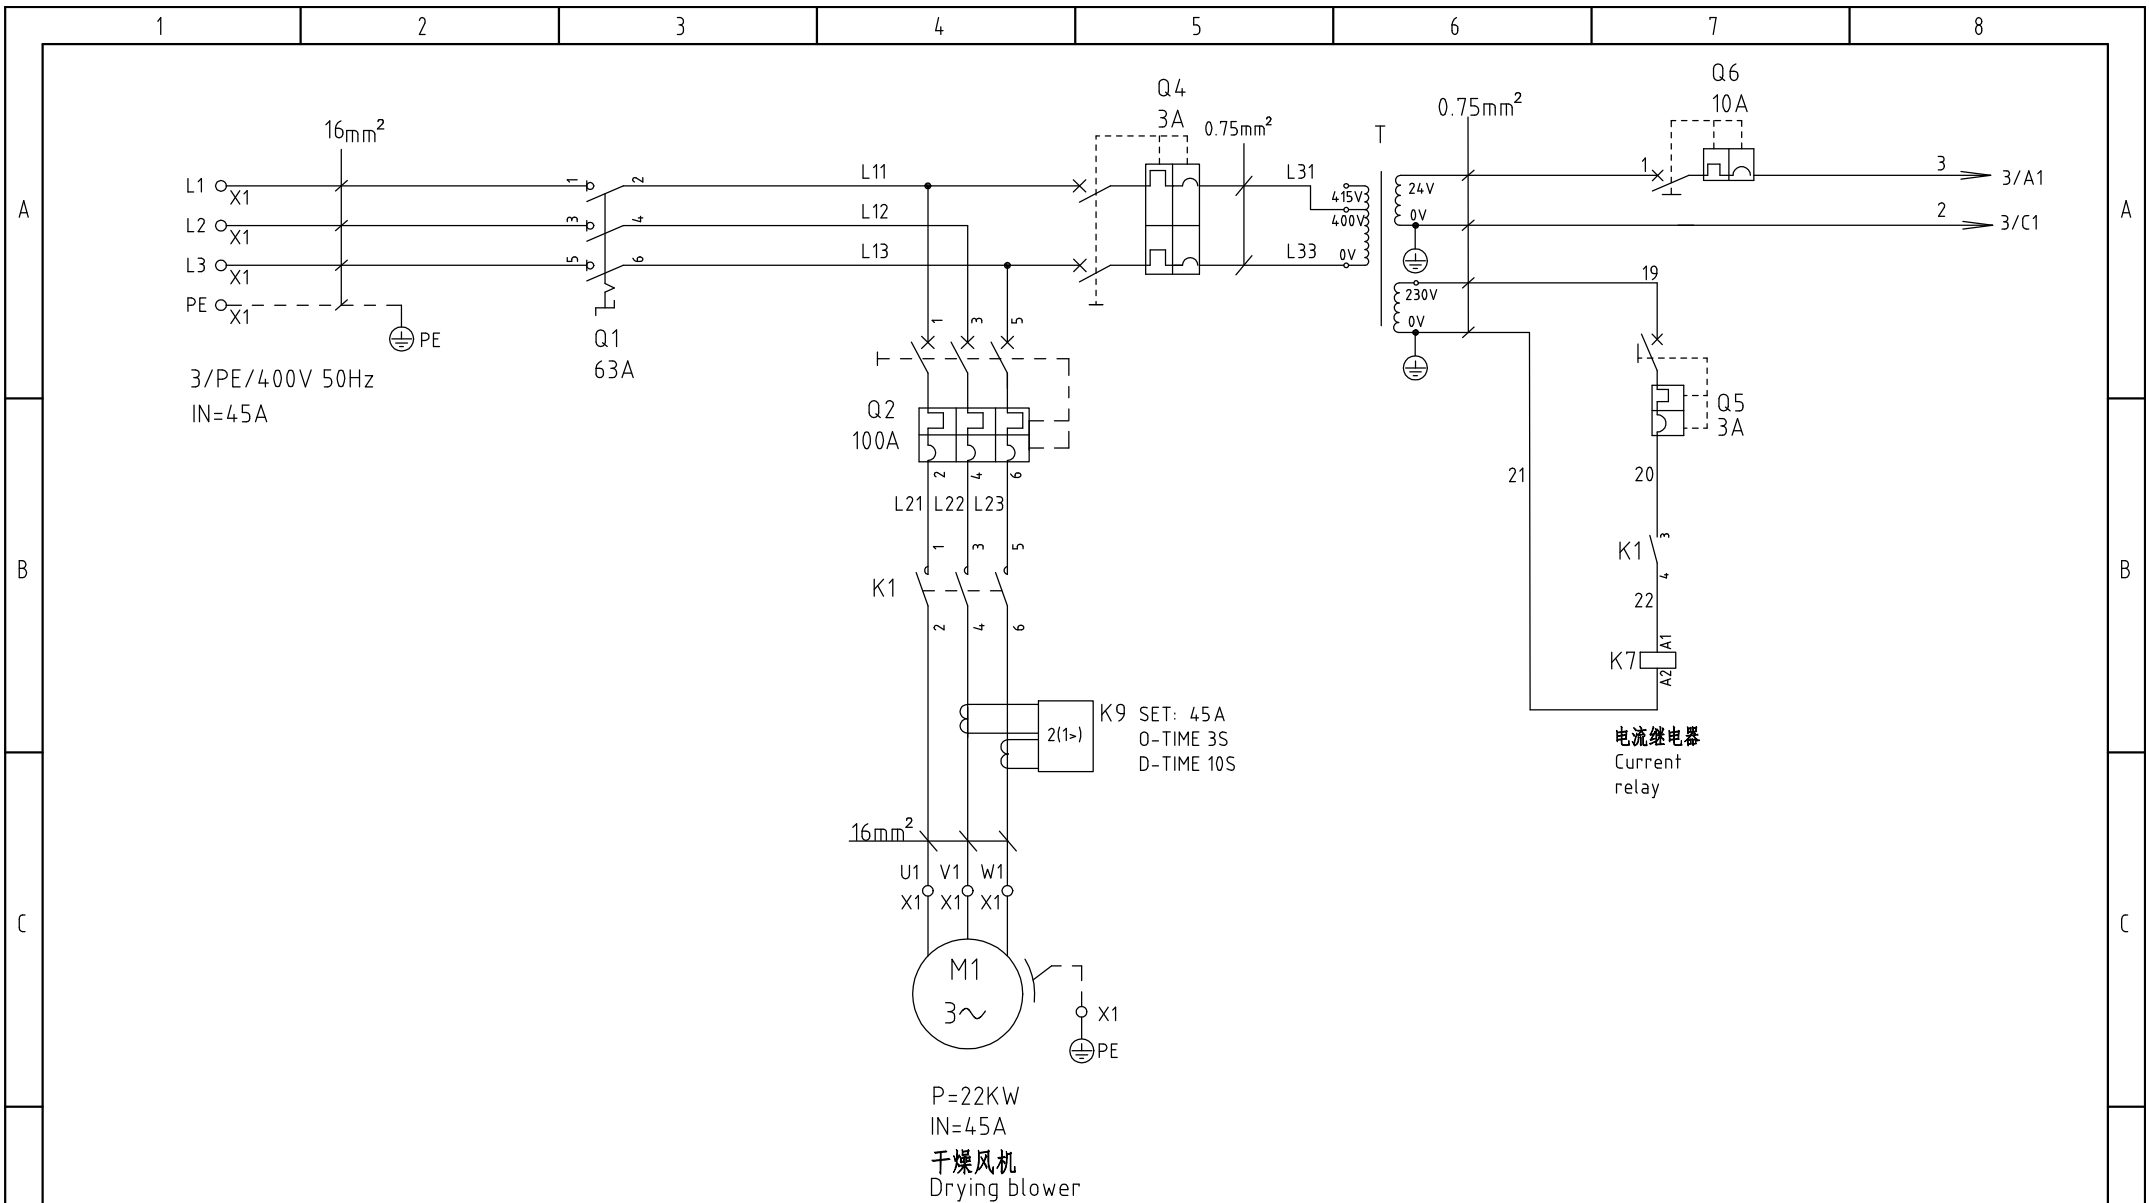 1 2 3 4 5 6 7 8
A A
B B
C C
16mm²
L1 X1
L2 X1
L3 X1
PE X1
PE
3/PE/400V 50Hz
IN=45A
1 2
3 4
5 6
Q1
63A
L11
L12
L13
Q4
3A
0.75mm²
L31
L33
T
415V
400V
0V
24V
0V
230V
0V
0.75mm²
Q6
10A
1
3 3/A1
2 3/C1
19
Q5
3A
21 20
K1 3 4
22
K7 A1 A2
电流继电器
Current
relay
1 3 5
Q2
100A
2 4 6
L21 L22 L23
1 3 5
K1
2 4 6
2(1>)
K9 SET: 45A
O-TIME 3S
D-TIME 10S
16mm²
U1 V1 W1
X1 X1 X1
M1
3~
X1
PE
P=22KW
IN=45A
干燥风机
Drying blower